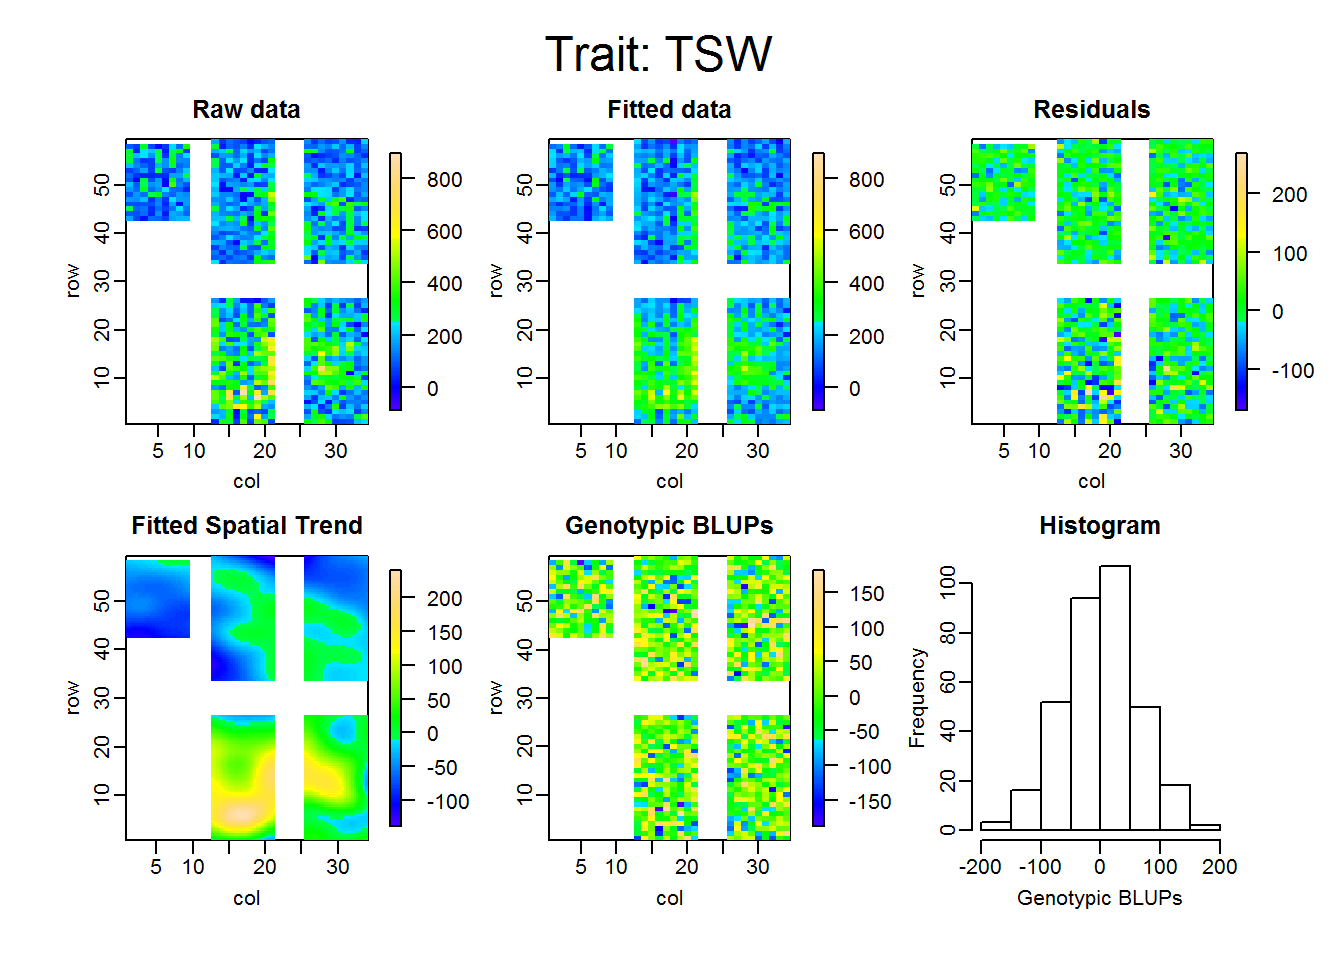 Trait: TSW
Raw data
Fitted data
Residuals
row
10 20 30 40 50
5 10 20 30
col
0 200 400 600 800
row
10 20 30 40 50
5 10 20 30
col
0 200 400 600 800
row
10 20 30 40 50
5 10 20 30
col
-100 0 100 200
Fitted Spatial Trend
Genotypic BLUPs
Histogram
row
10 20 30 40 50
5 10 20 30
col
-100 -50 0 50 100 150 200
row
10 20 30 40 50
5 10 20 30
col
-150 -100 -50 0 50 100 150
Frequency
0 20 40 60 80 100
-200 -100 0 100 200
Genotypic BLUPs